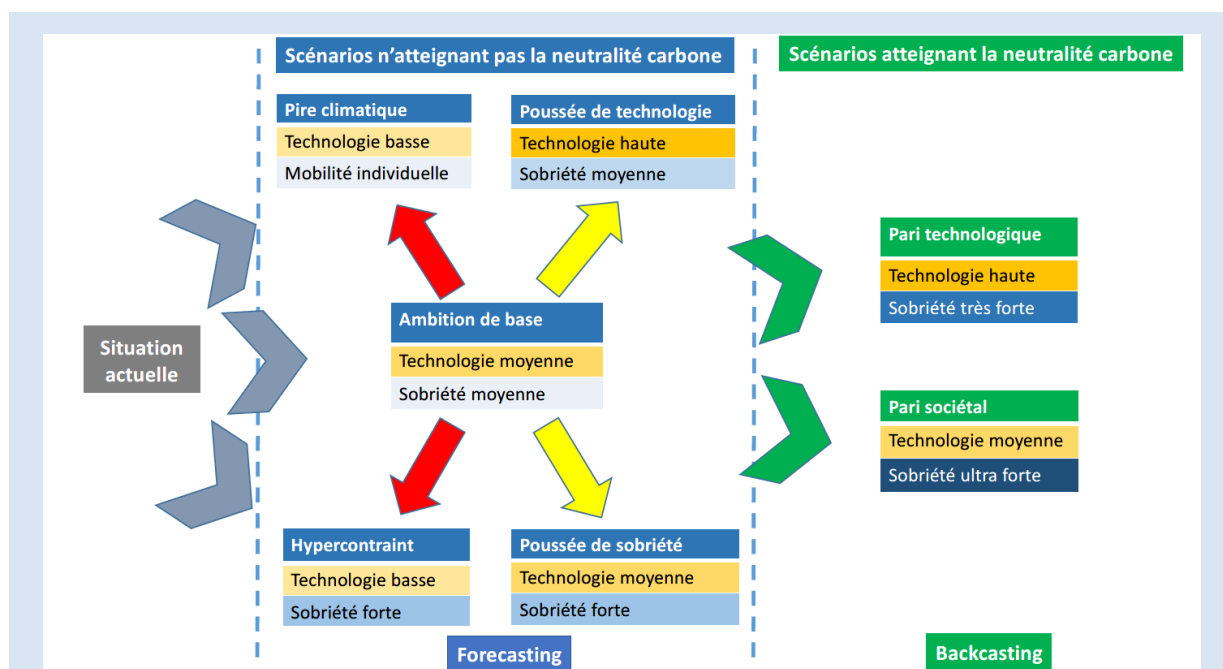 Scénarios n'atteignant pas la neutralité carbone
Scénarios atteignant la neutralité carbone
Pire climatique
Technologie basse
Mobilité individuelle
Poussée de technologie
Technologie haute
Sobriété moyenne
Situation
actuelle
Ambition de base
Technologie moyenne
Sobriété moyenne
Pari technologique
Technologie haute
Sobriété très forte
Pari sociétal
Technologie moyenne
Sobriété ultra forte
Hypercontraint
Technologie basse
Sobriété forte
Poussée de sobriété
Technologie moyenne
Sobriété forte
Forecasting
Backcasting